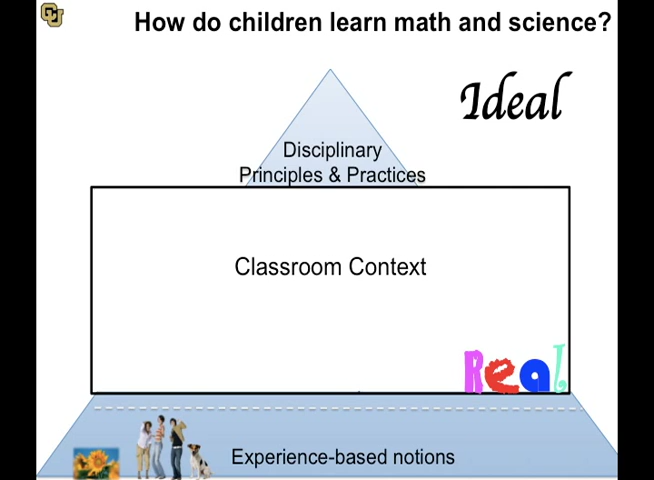 CU
How do children learn math and science?
Ideal
Disciplinary
Principles & Practices
Classroom Context
Real
Experience-based notions